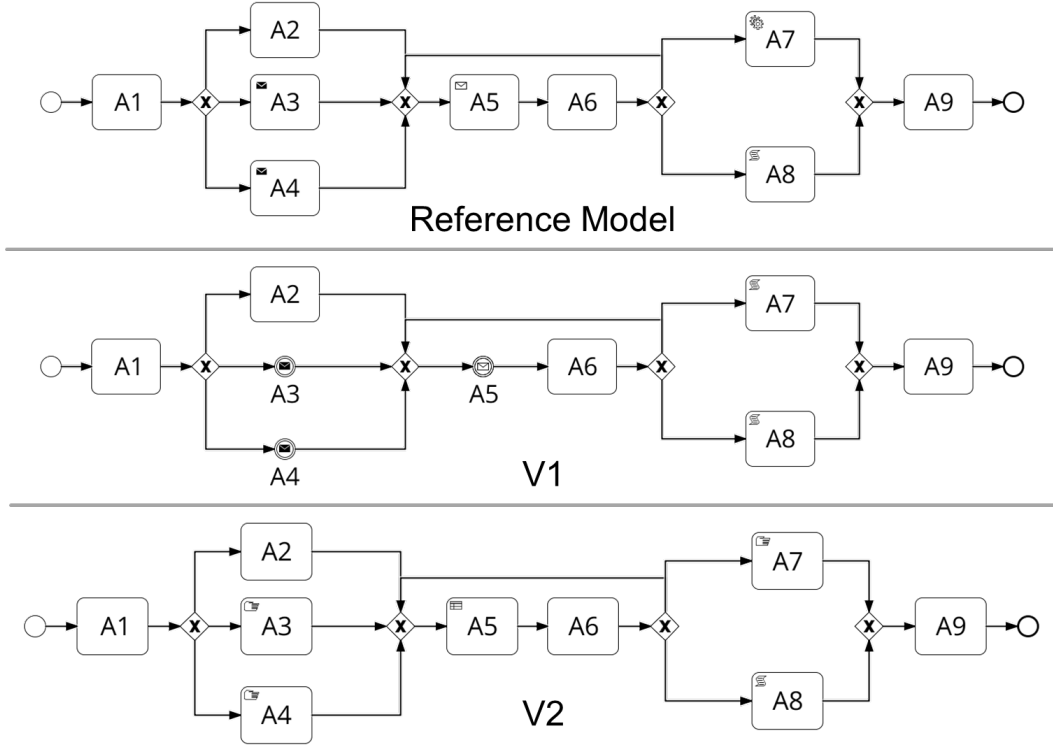 A2
A7
A1
X
A3
X
A5
A6
X
X
A9
A4
A8
Reference Model
A2
A7
A1
X
X
A6
X
X
A9
A3
A5
A8
A4
V1
A2
A7
A1
X
A3
X
A5
A6
X
X
A9
A4
A8
V2